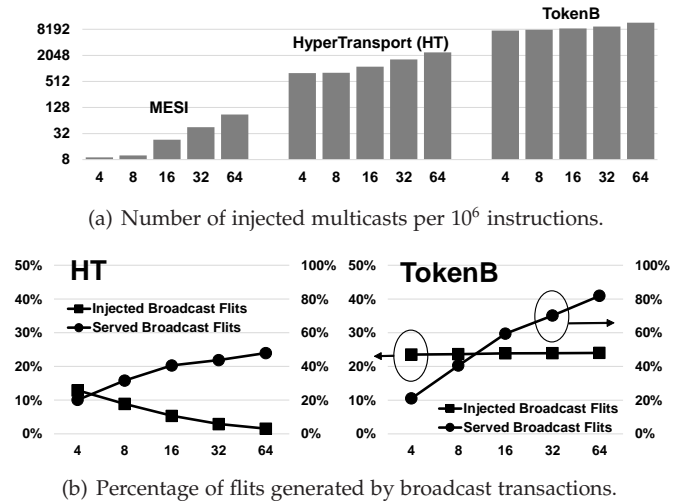 TokenB
8192
HyperTransport (HT)
2048
512
MESI
128
32
8
4 8 16 32 64 4 8 16 32 64 4 8 16 32 64
(a) Number of injected multicasts per 10⁶ instructions.
50% HT 100% 50% TokenB 100%
40% 80% 40% 80%
Injected Broadcast Flits
30% 60% 30% 60%
Served Broadcast Flits
20% 40% 20% 40%
10% 20% 10% Injected Broadcast Flits 20%
Served Broadcast Flits
0% 0% 0% 0%
4 8 16 32 64 4 8 16 32 64
(b) Percentage of flits generated by broadcast transactions.